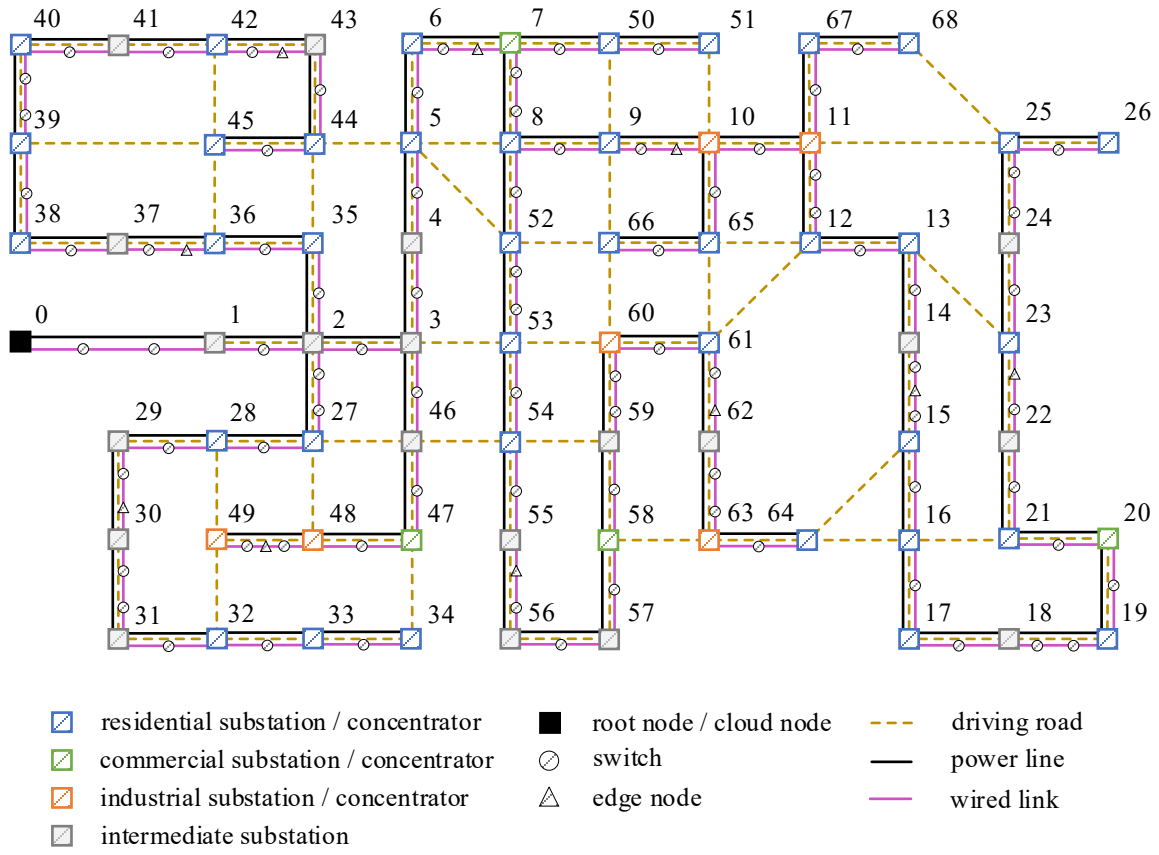 40 41 42 43 6 7 50 51 67 68
39 45 44 5 8 9 10 11 25 26
38 37 36 35 4 52 66 65 12 13 24
0 1 2 3 53 60 61 14 23
29 28 27 46 54 59 62 15 22
30 49 48 47 55 58 63 64 16 21 20
31 32 33 34 56 57 17 18 19
residential substation / concentrator root node / cloud node driving road
commercial substation / concentrator switch power line
industrial substation / concentrator edge node wired link
intermediate substation